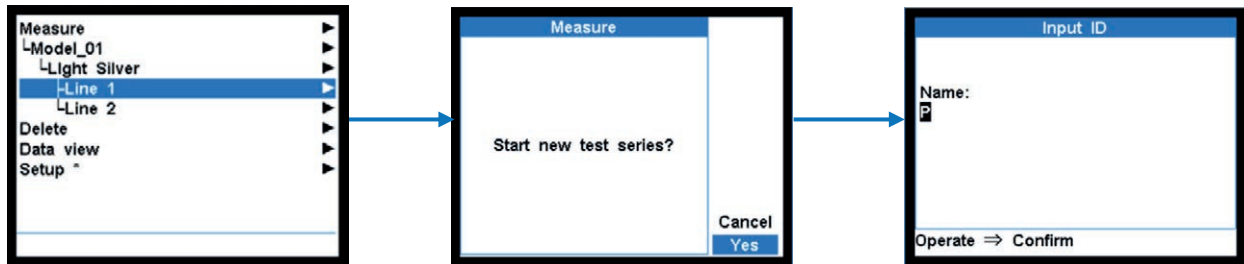 Measure
└Model_01
└LIght Silver
├Line 1
└Line 2
Delete
Data view
Setup ˆ
Measure
Start new test series?
Cancel
Yes
Input ID
Name:
P
Operate ⇒ Confirm